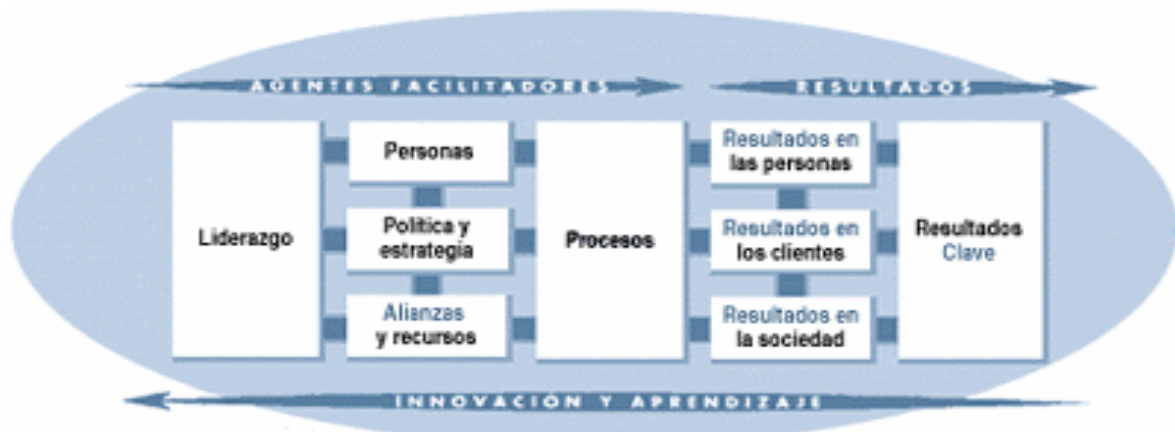 AGENTES FACILITADORES
RESULTADOS
Liderazgo
Personas
Política y
estrategia
Alianzas
y recursos
Procesos
Resultados en
las personas
Resultados en
los clientes
Resultados en
la sociedad
Resultados
Clave
INNOVACIÓN Y APRENDIZAJE